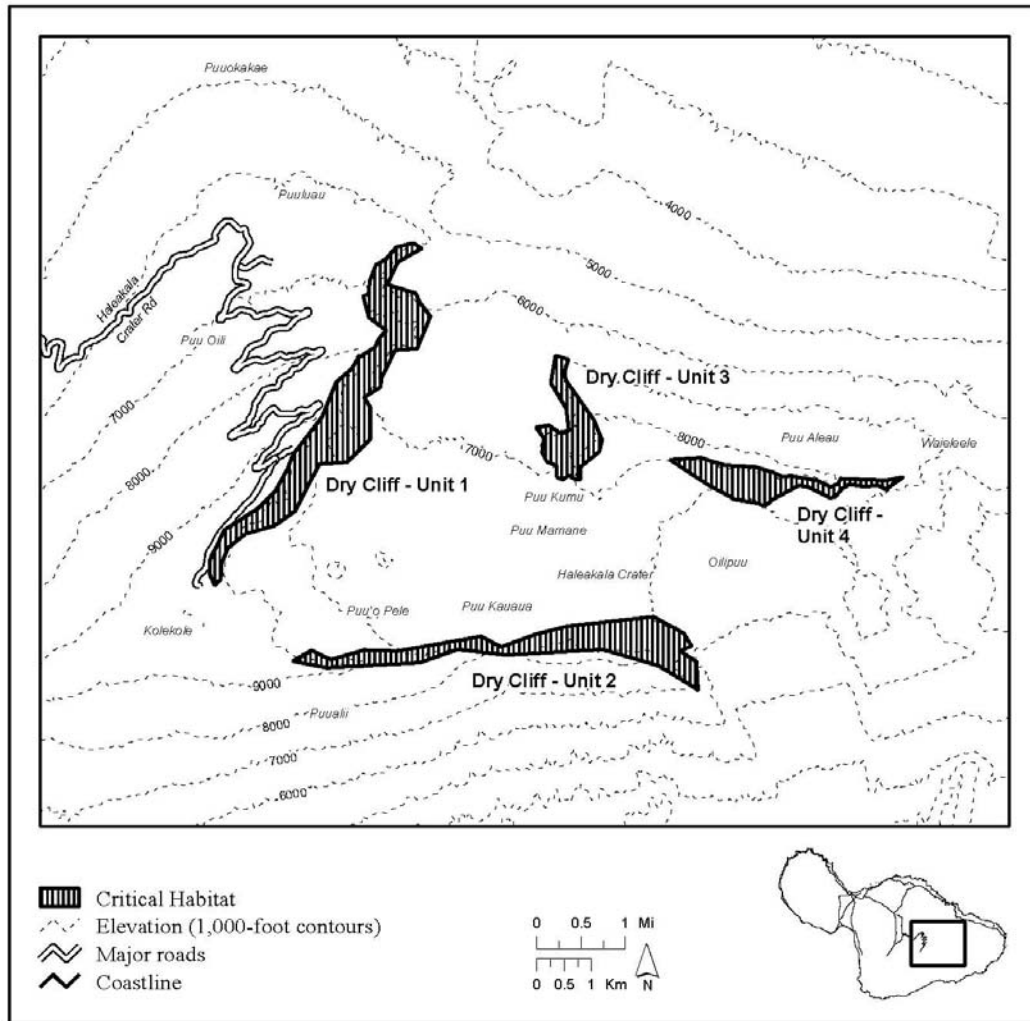 Puuokakae
Puuluau
4000
Haleakala
Crater Rd
5000
6000
Puu Oili
7000
Dry Cliff - Unit 3
7000
8000
Puu Aleau
Waieleele
8000
Dry Cliff - Unit 1
Puu Kumu
Dry Cliff -
Unit 4
Puu Mamane
9000
Haleakala Crater
Oilipuu
Puu'o Pele
Puu Kauaua
Kolekole
Dry Cliff - Unit 2
9000
Puualii
8000
7000
6000
Critical Habitat
Elevation (1,000-foot contours)
Major roads
Coastline
0 0.5 1 Mi
0 0.5 1 Km
N